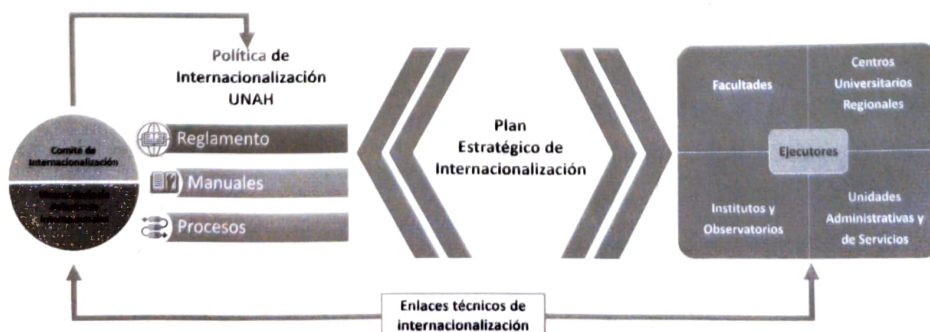 Política de
Internacionalización
UNAH
Comité de
Internacionalización
Reglamento
Manuales
Procesos
Plan
Estratégico de
Internacionalización
Facultades
Centros
Universitarios
Regionales
Ejecutores
Institutos y
Observatorios
Unidades
Administrativas y
de Servicios
Enlaces técnicos de
internacionalización